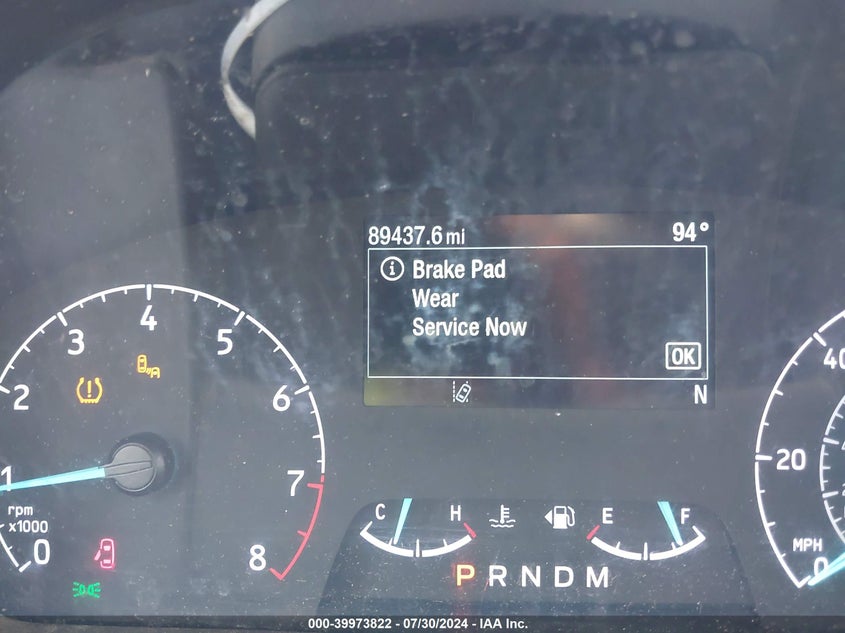 89437.6 mi 94°
Brake Pad
Wear
Service Now
OK
N
0 1 2 3 4 5 6 7 8
rpm
x1000
C H E F
P R N D M
0 20 40
MPH
000-39973822 - 07/30/2024 - IAA Inc.